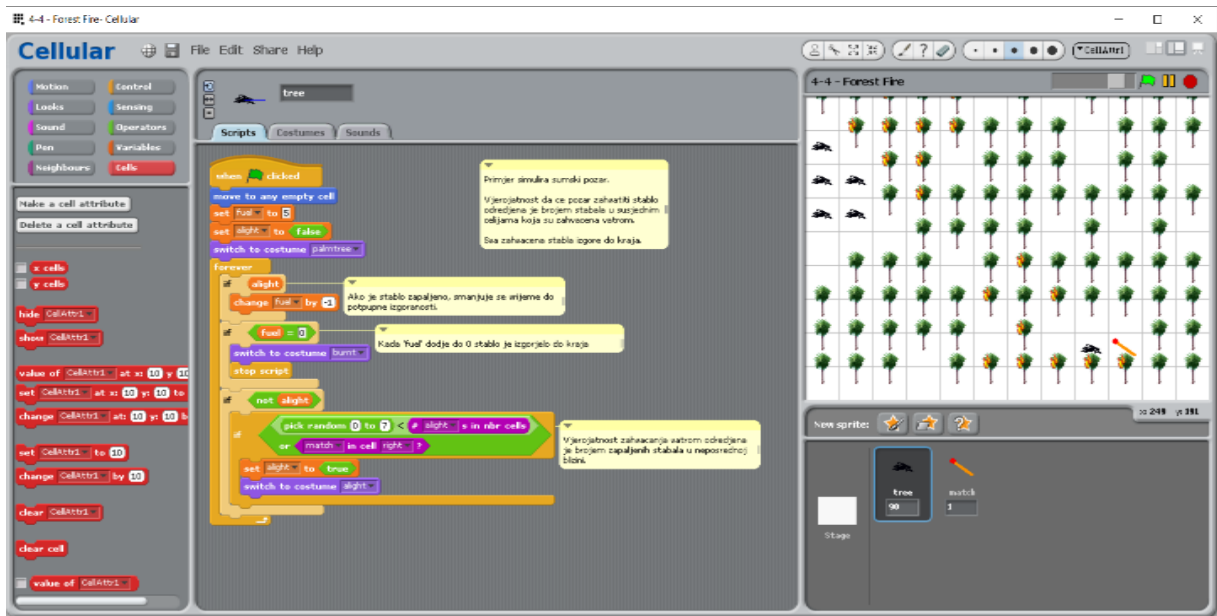 4-4 - Forest Fire- Cellular
Cellular
File Edit Share Help
CellAttr1
Motion
Control
Looks
Sensing
Sound
Operators
Pen
Variables
Neighbours
Cells
Make a cell attribute
Delete a cell attribute
x cells
y cells
hide CellAttr1
show CellAttr1
value of CellAttr1 at x: 10 y: 10
set CellAttr1 at x: 10 y: 10 to
change CellAttr1 at: 10 y: 10 b
set CellAttr1 to 10
change CellAttr1 by 10
clear CellAttr1
clear cell
value of CellAttr1
tree
Scripts
Costumes
Sounds
when clicked
move to any empty cell
set fuel to 5
set alight to false
switch to costume palmtree
forever
if alight
change fuel by -1
if fuel = 0
switch to costume burnt
stop script
if not alight
if pick random 0 to 7 < # alight s in nbr cells
or match in cell right ?
set alight to true
switch to costume alight
Primjer simulira sumski pozar.
Vjerojatnost da ce pozar zahvatiti stablo
odredjena je brojem stabala u susjednim
celijama koja su zahvacena vatrom.
Sva zahvacena stabla izgore do kraja.
Ako je stablo zapaljeno, smanjuje se vrijeme do
potpupne izgoranosti.
Kada 'fuel' dodje do 0 stablo je izgorjelo do kraja
Vjerojatnost zahvacanja vatrom odredjena
je brojem zapaljenih stabala u neposrednoj
blizini.
4-4 - Forest Fire
x: 249 y: 191
New sprite:
tree
90
match
1
Stage